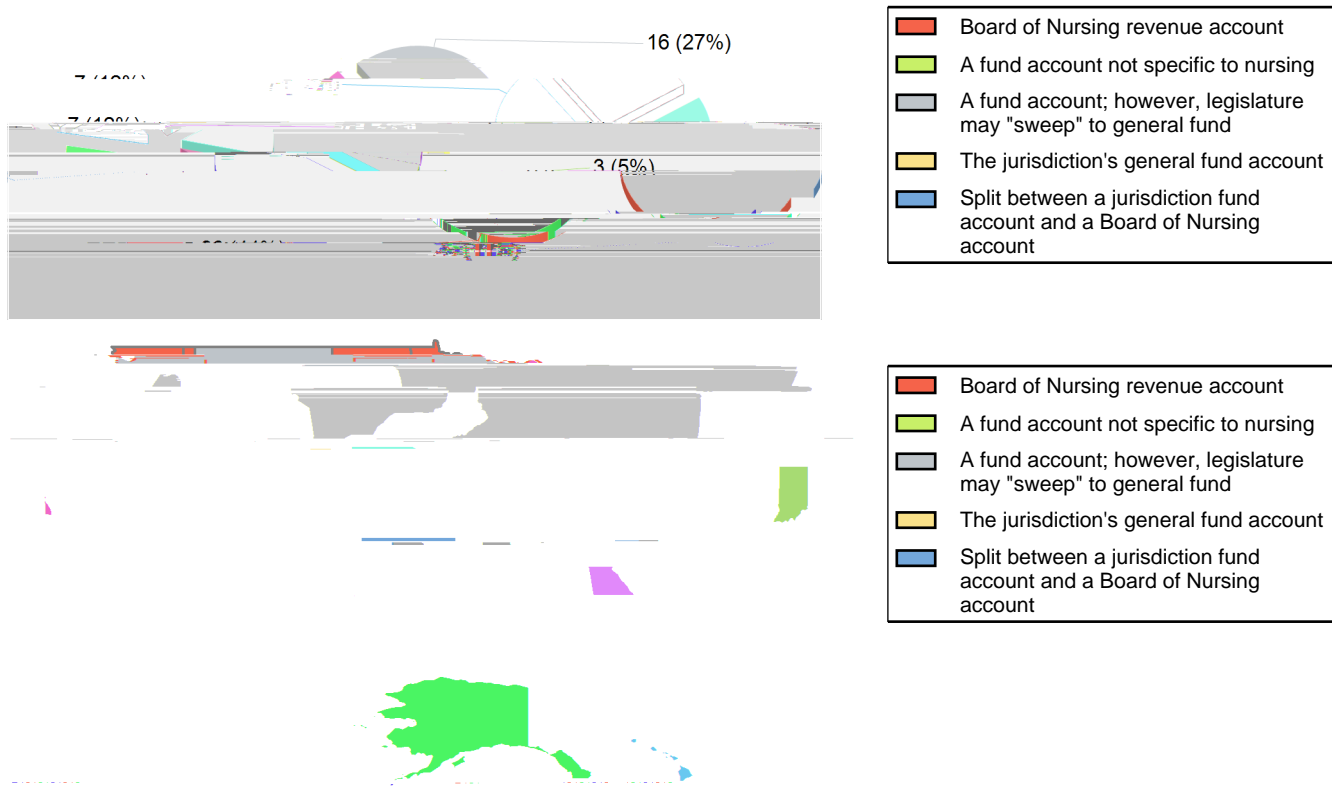 16 (27%)
3 (5%)
Board of Nursing revenue account
A fund account not specific to nursing
A fund account; however, legislature
may "sweep" to general fund
The jurisdiction's general fund account
Split between a jurisdiction fund
account and a Board of Nursing
account
Board of Nursing revenue account
A fund account not specific to nursing
A fund account; however, legislature
may "sweep" to general fund
The jurisdiction's general fund account
Split between a jurisdiction fund
account and a Board of Nursing
account